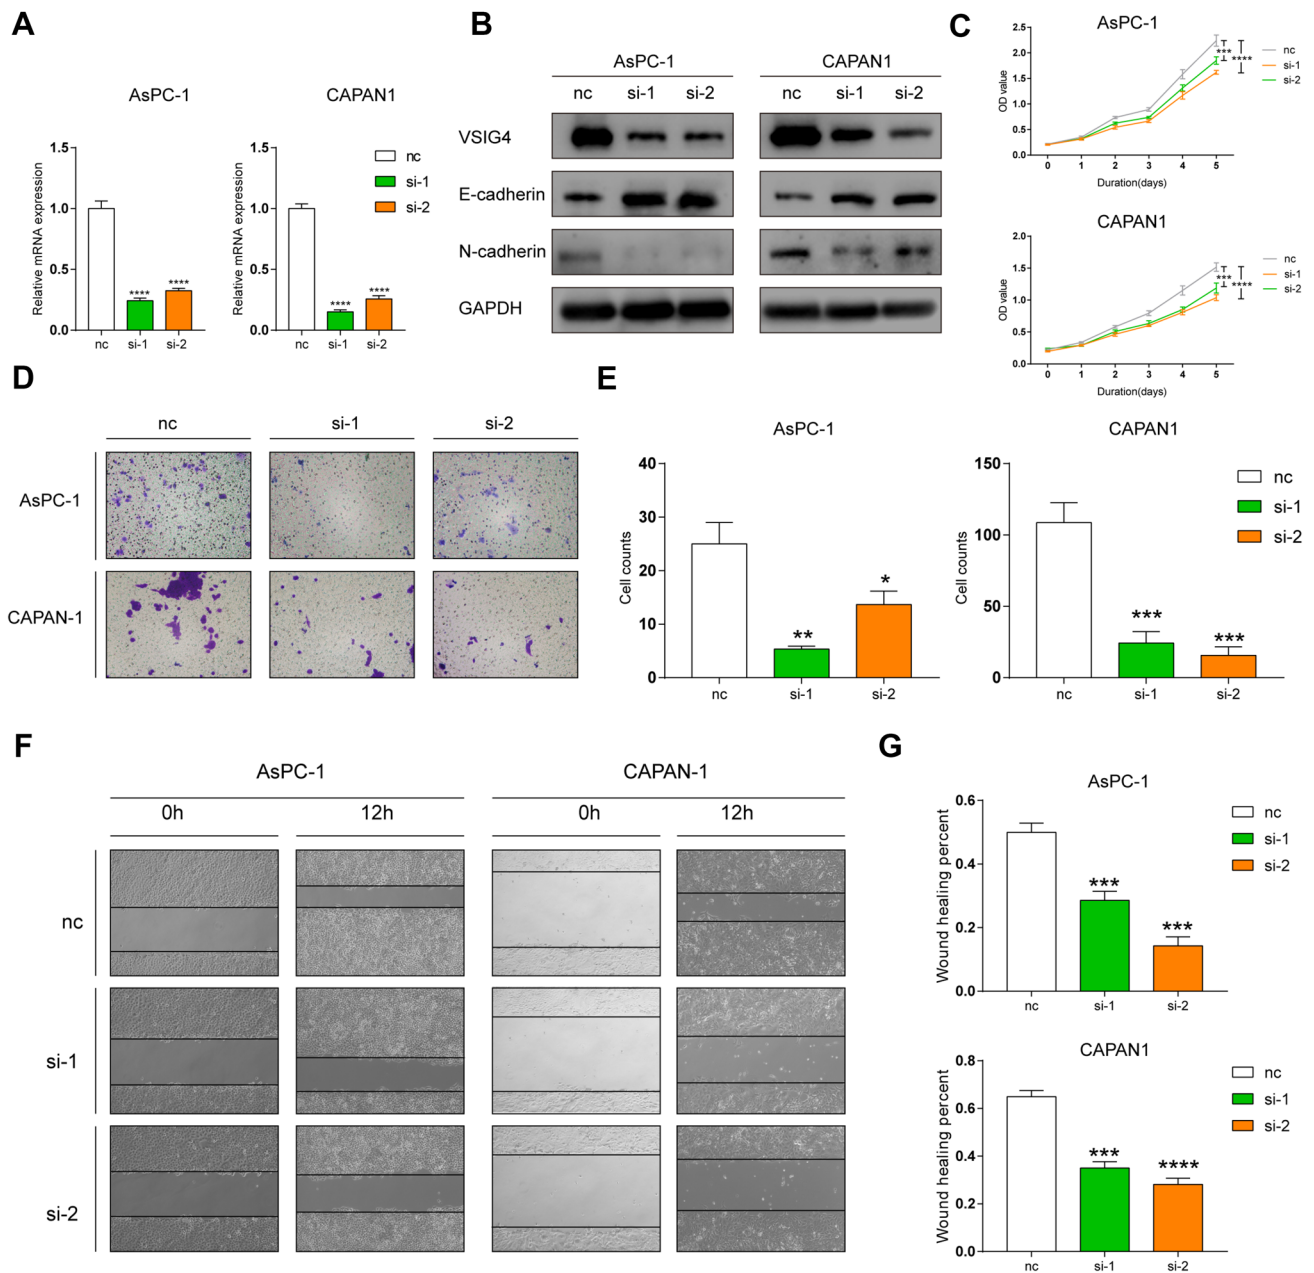 A
AsPC-1
CAPAN1
Relative mRNA expression
1.5
1.0
0.5
0.0
nc
si-1
si-2
****
****
Relative mRNA expression
1.5
1.0
0.5
0.0
nc
si-1
si-2
****
****
nc
si-1
si-2
B
AsPC-1
CAPAN1
nc si-1 si-2
nc si-1 si-2
VSIG4
E-cadherin
N-cadherin
GAPDH
C
AsPC-1
OD value
2.5
2.0
1.5
1.0
0.5
0.0
0 1 2 3 4 5
Duration(days)
***
****
nc
si-1
si-2
CAPAN1
OD value
2.0
1.5
1.0
0.5
0.0
0 1 2 3 4 5
Duration(days)
***
****
nc
si-1
si-2
D
nc
si-1
si-2
AsPC-1
CAPAN-1
E
AsPC-1
Cell counts
40
30
20
10
0
nc
si-1
si-2
**
*
CAPAN1
Cell counts
150
100
50
0
nc
si-1
si-2
***
***
nc
si-1
si-2
F
AsPC-1
CAPAN-1
0h
12h
0h
12h
nc
si-1
si-2
G
AsPC-1
Wound healing percent
0.6
0.4
0.2
0.0
nc
si-1
si-2
***
***
nc
si-1
si-2
CAPAN1
Wound healing percent
0.8
0.6
0.4
0.2
0.0
nc
si-1
si-2
***
****
nc
si-1
si-2